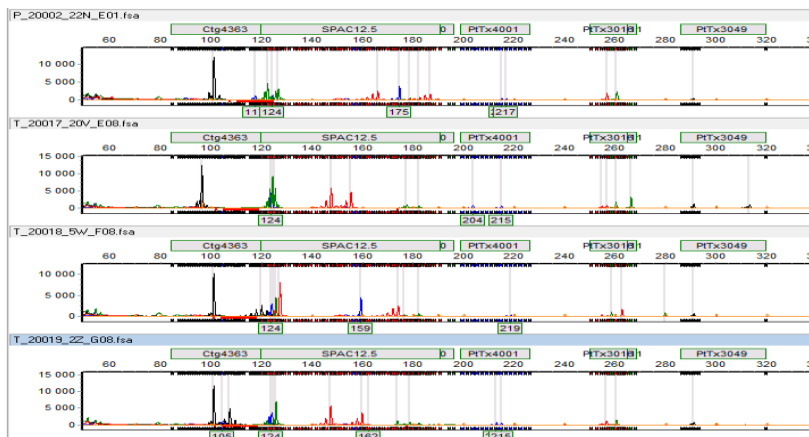 P_20002_22N_E01.fsa
Ctg4363 SPAC12.5 0 PtTx4001 PtTx3049
60 80 100 120 140 160 180 200 220 240 260 280 300 320
10 000
5 000
0
124 175 217
T_20017_20V_E08.fsa
Ctg4363 SPAC12.5 0 PtTx4001 PtTx3049
60 80 100 120 140 160 180 200 220 240 260 280 300 320
15 000
10 000
5 000
0
124 204 215
T_20018_5W_F08.fsa
Ctg4363 SPAC12.5 0 PtTx4001 PtTx3049
60 80 100 120 140 160 180 200 220 240 260 280 300 320
10 000
5 000
0
124 159 219
T_20019_2Z_G08.fsa
Ctg4363 SPAC12.5 0 PtTx4001 PtTx3049
60 80 100 120 140 160 180 200 220 240 260 280 300 320
15 000
10 000
5 000
0